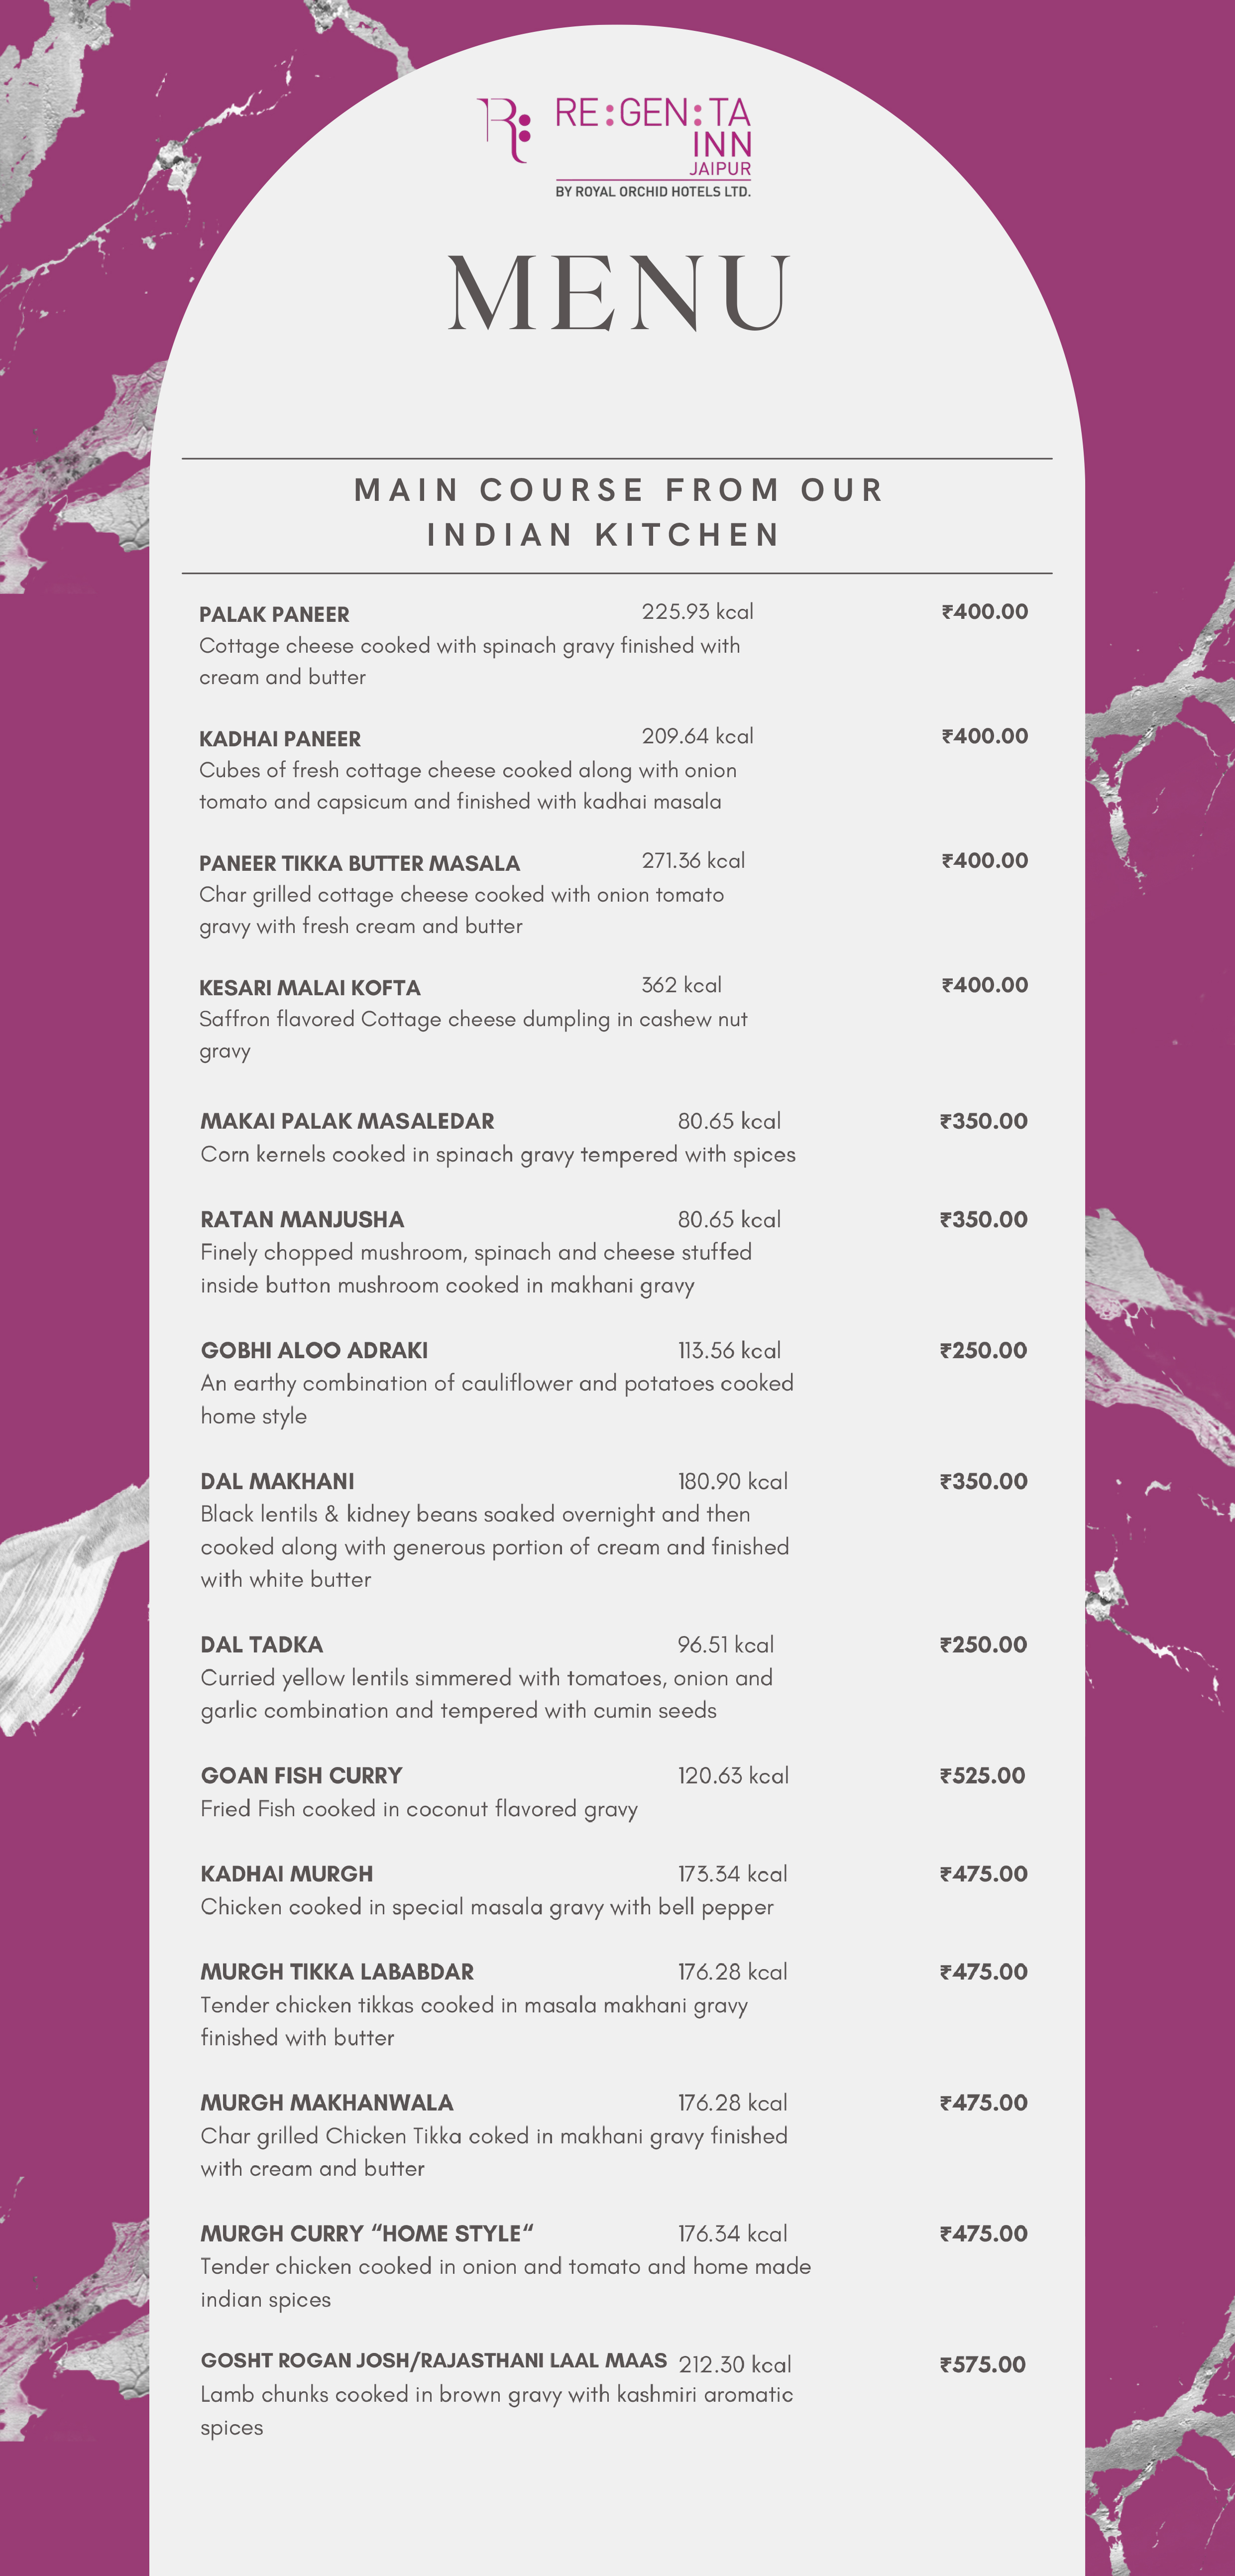 RE:GEN:TA
INN
JAIPUR
BY ROYAL ORCHID HOTELS LTD.
MENU
MAIN COURSE FROM OUR
INDIAN KITCHEN
PALAK PANEER 225.93 kcal ₹400.00
Cottage cheese cooked with spinach gravy finished with
cream and butter
KADHAI PANEER 209.64 kcal ₹400.00
Cubes of fresh cottage cheese cooked along with onion
tomato and capsicum and finished with kadhai masala
PANEER TIKKA BUTTER MASALA 271.36 kcal ₹400.00
Char grilled cottage cheese cooked with onion tomato
gravy with fresh cream and butter
KESARI MALAI KOFTA 362 kcal ₹400.00
Saffron flavored Cottage cheese dumpling in cashew nut
gravy
MAKAI PALAK MASALEDAR 80.65 kcal ₹350.00
Corn kernels cooked in spinach gravy tempered with spices
RATAN MANJUSHA 80.65 kcal ₹350.00
Finely chopped mushroom, spinach and cheese stuffed
inside button mushroom cooked in makhani gravy
GOBHI ALOO ADRAKI 113.56 kcal ₹250.00
An earthy combination of cauliflower and potatoes cooked
home style
DAL MAKHANI 180.90 kcal ₹350.00
Black lentils & kidney beans soaked overnight and then
cooked along with generous portion of cream and finished
with white butter
DAL TADKA 96.51 kcal ₹250.00
Curried yellow lentils simmered with tomatoes, onion and
garlic combination and tempered with cumin seeds
GOAN FISH CURRY 120.63 kcal ₹525.00
Fried Fish cooked in coconut flavored gravy
KADHAI MURGH 173.34 kcal ₹475.00
Chicken cooked in special masala gravy with bell pepper
MURGH TIKKA LABABDAR 176.28 kcal ₹475.00
Tender chicken tikkas cooked in masala makhani gravy
finished with butter
MURGH MAKHANWALA 176.28 kcal ₹475.00
Char grilled Chicken Tikka coked in makhani gravy finished
with cream and butter
MURGH CURRY “HOME STYLE“ 176.34 kcal ₹475.00
Tender chicken cooked in onion and tomato and home made
indian spices
GOSHT ROGAN JOSH/RAJASTHANI LAAL MAAS 212.30 kcal ₹575.00
Lamb chunks cooked in brown gravy with kashmiri aromatic
spices